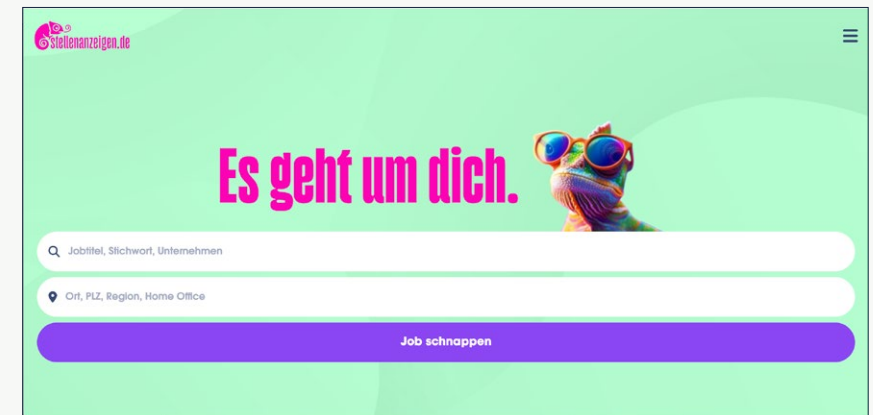 stellenanzeigen.de
Es geht um dich.
Jobtitel, Stichwort, Unternehmen
Ort, PLZ, Region, Home Office
Job schnappen